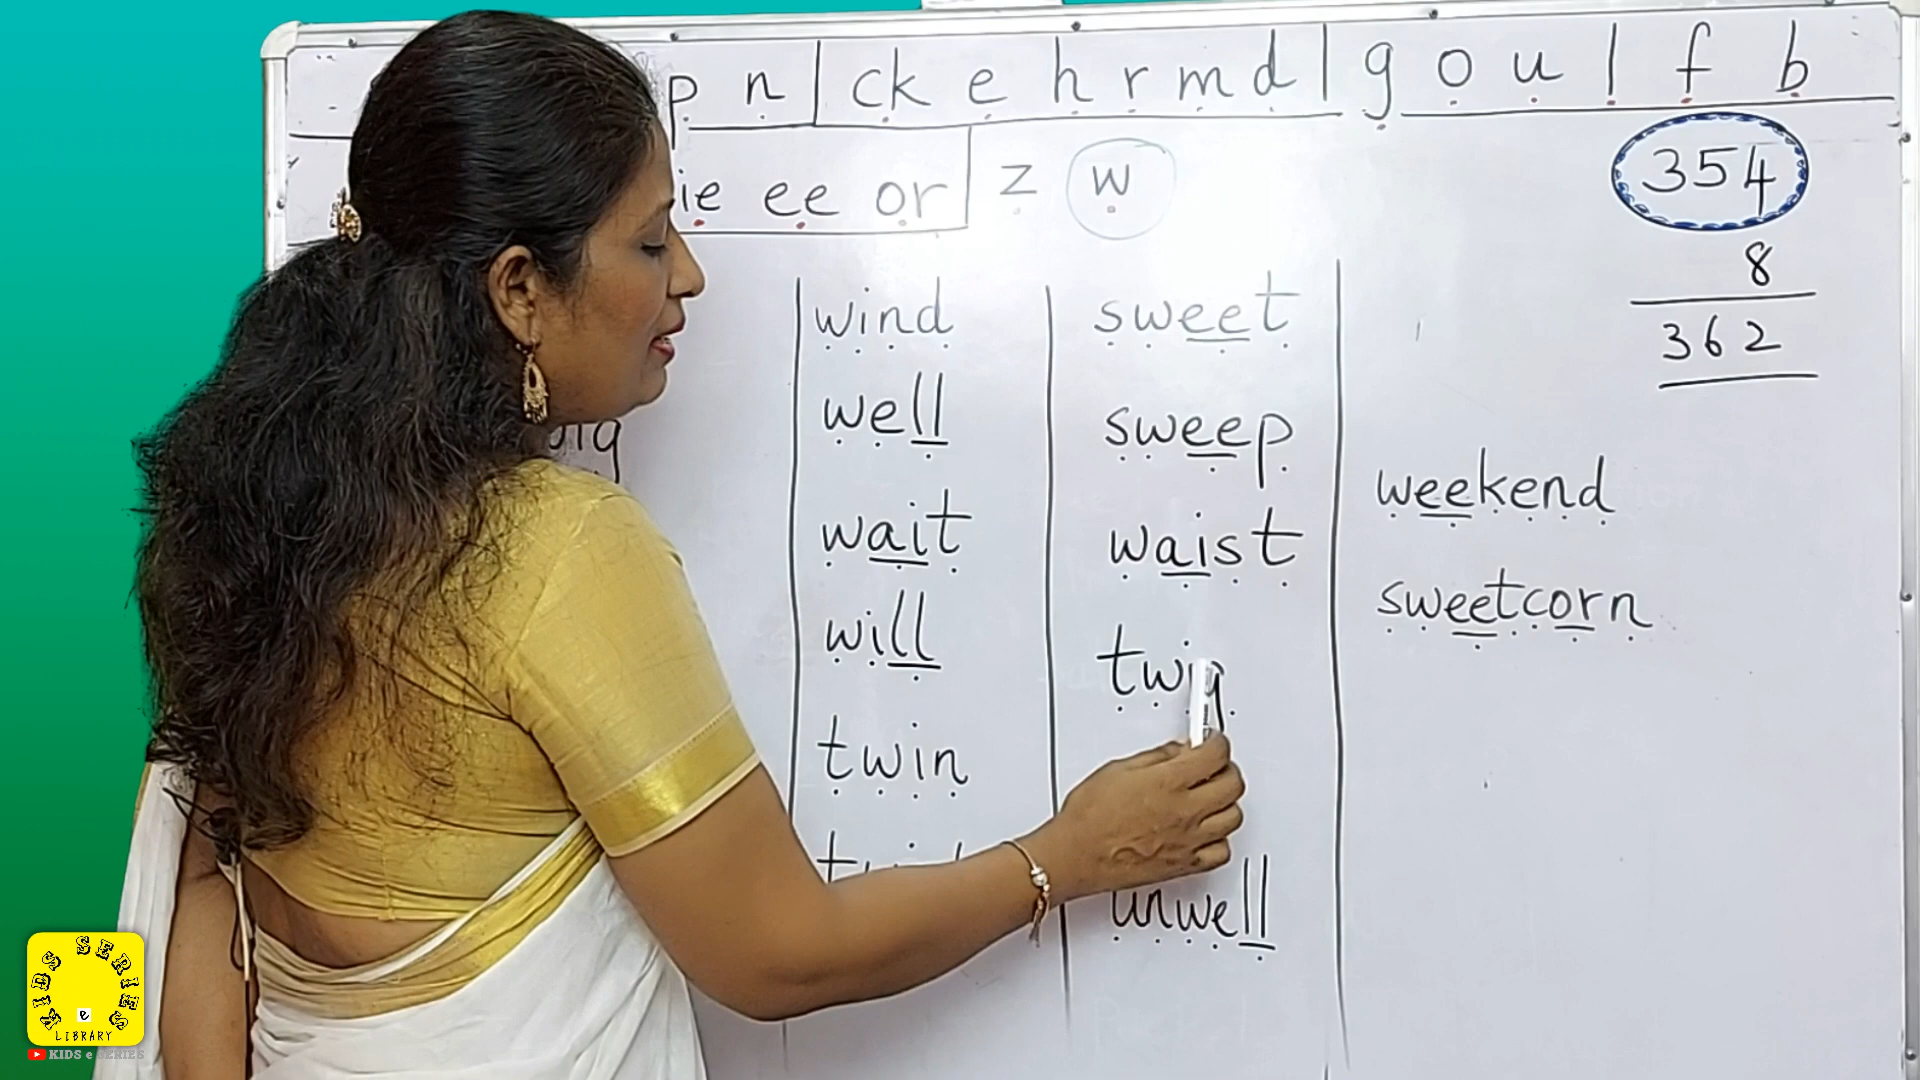 p n ck e h r m d g o u l f b
ie ee or z w
354
8
362
wind sweet
well sweep weekend
wait waist sweetcorn
will twig
twin
unwell
KIDS SERIES
e
LIBRARY
KIDS e SERIES